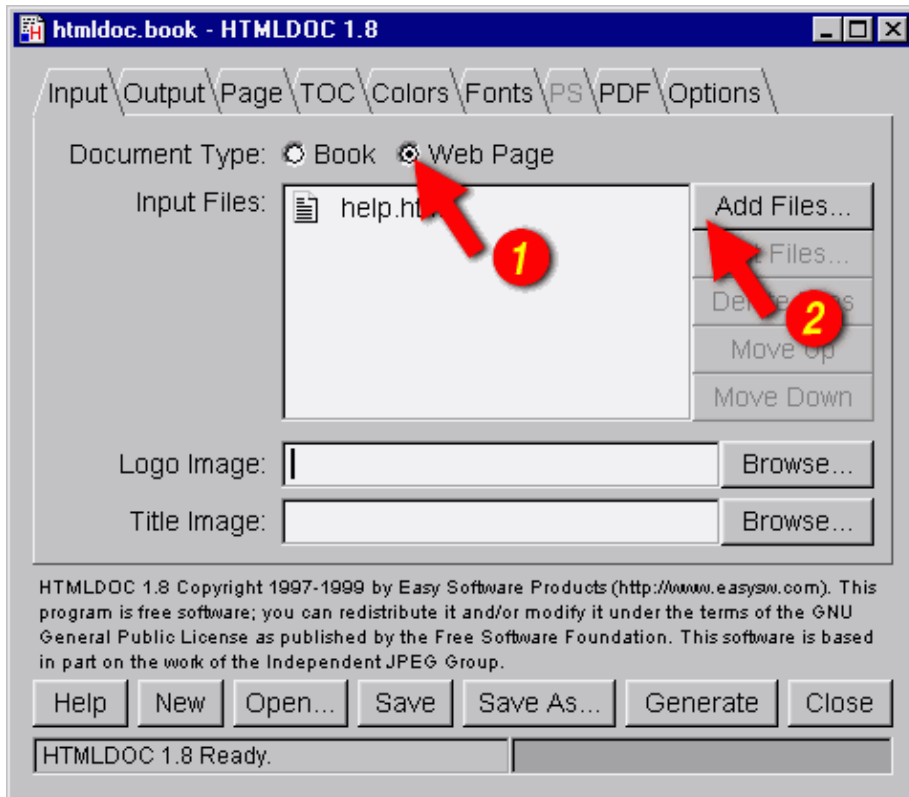 htmldoc.book - HTMLDOC 1.8
Input Output Page TOC Colors Fonts PS PDF Options
Document Type: Book Web Page
Input Files: help.ht Add Files...
1 Files...
2
Move Up
Move Down
Logo Image: Browse...
Title Image: Browse...
HTMLDOC 1.8 Copyright 1997-1999 by Easy Software Products (http://www.easysw.com). This
program is free software; you can redistribute it and/or modify it under the terms of the GNU
General Public License as published by the Free Software Foundation. This software is based
in part on the work of the Independent JPEG Group.
Help New Open... Save Save As... Generate Close
HTMLDOC 1.8 Ready.